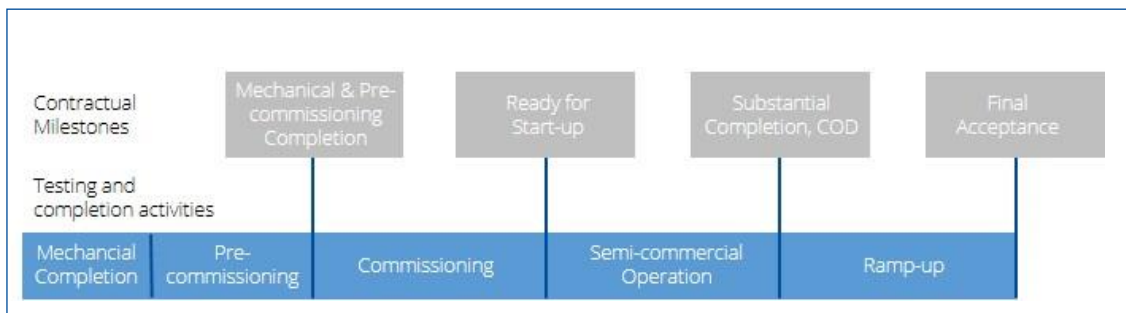 Contractual
Milestones
Mechanical & Pre-
commissioning
Completion
Ready for
Start-up
Substantial
Completion, COD
Final
Acceptance
Testing and
completion activities
Mechancial
Completion
Pre-
commissioning
Commissioning
Semi-commercial
Operation
Ramp-up